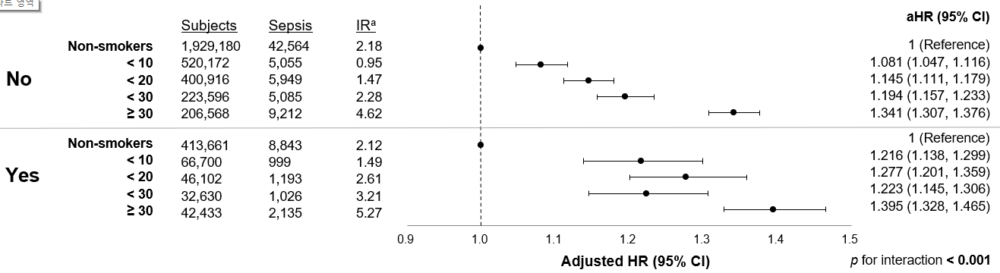 차트 영역
aHR (95% CI)
Subjects Sepsis IRᵃ
Non-smokers 1,929,180 42,564 2.18 1 (Reference)
< 10 520,172 5,055 0.95 1.081 (1.047, 1.116)
No < 20 400,916 5,949 1.47 1.145 (1.111, 1.179)
< 30 223,596 5,085 2.28 1.194 (1.157, 1.233)
≥ 30 206,568 9,212 4.62 1.341 (1.307, 1.376)
Non-smokers 413,661 8,843 2.12 1 (Reference)
< 10 66,700 999 1.49 1.216 (1.138, 1.299)
Yes < 20 46,102 1,193 2.61 1.277 (1.201, 1.359)
< 30 32,630 1,026 3.21 1.223 (1.145, 1.306)
≥ 30 42,433 2,135 5.27 1.395 (1.328, 1.465)
0.9 1.0 1.1 1.2 1.3 1.4 1.5
Adjusted HR (95% CI) p for interaction < 0.001